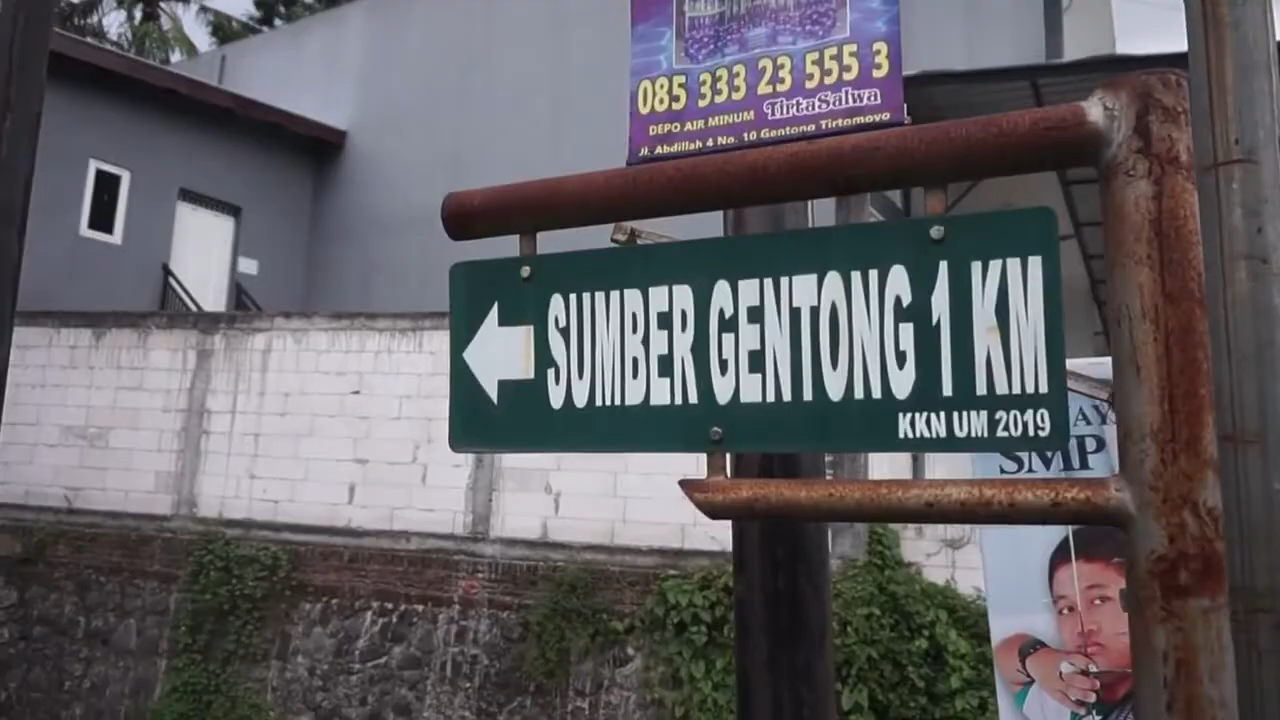 085 333 23 555 3
DEPO AIR MINUM TirtaSalwa
Jl. Abdillah 4 No. 10 Gentong Tirtomoyo
SUMBER GENTONG 1 KM
KKN UM 2019
SMP